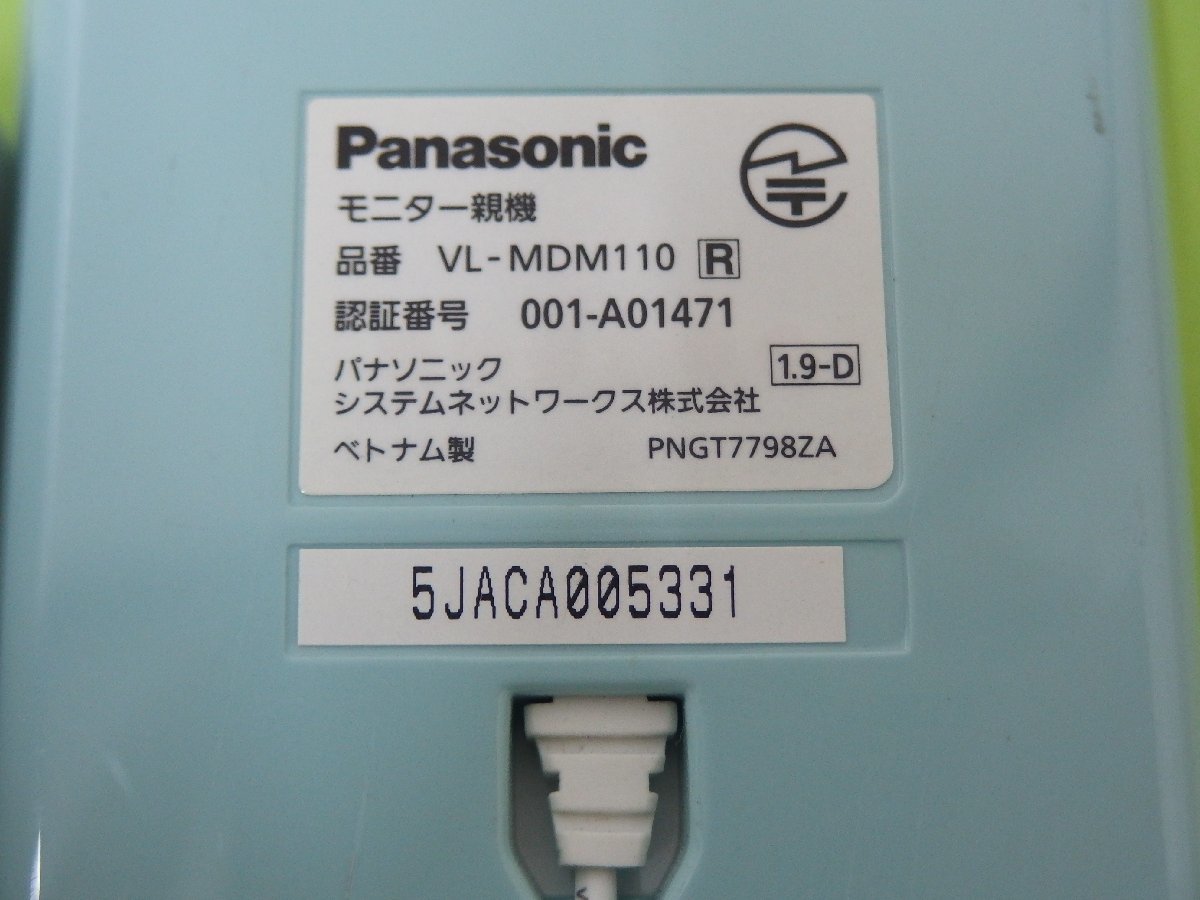 Panasonic
モニター親機
品番 VL-MDM110 R
認証番号 001-A01471
パナソニック 1.9-D
システムネットワークス株式会社
ベトナム製 PNGT7798ZA
5JACA005331